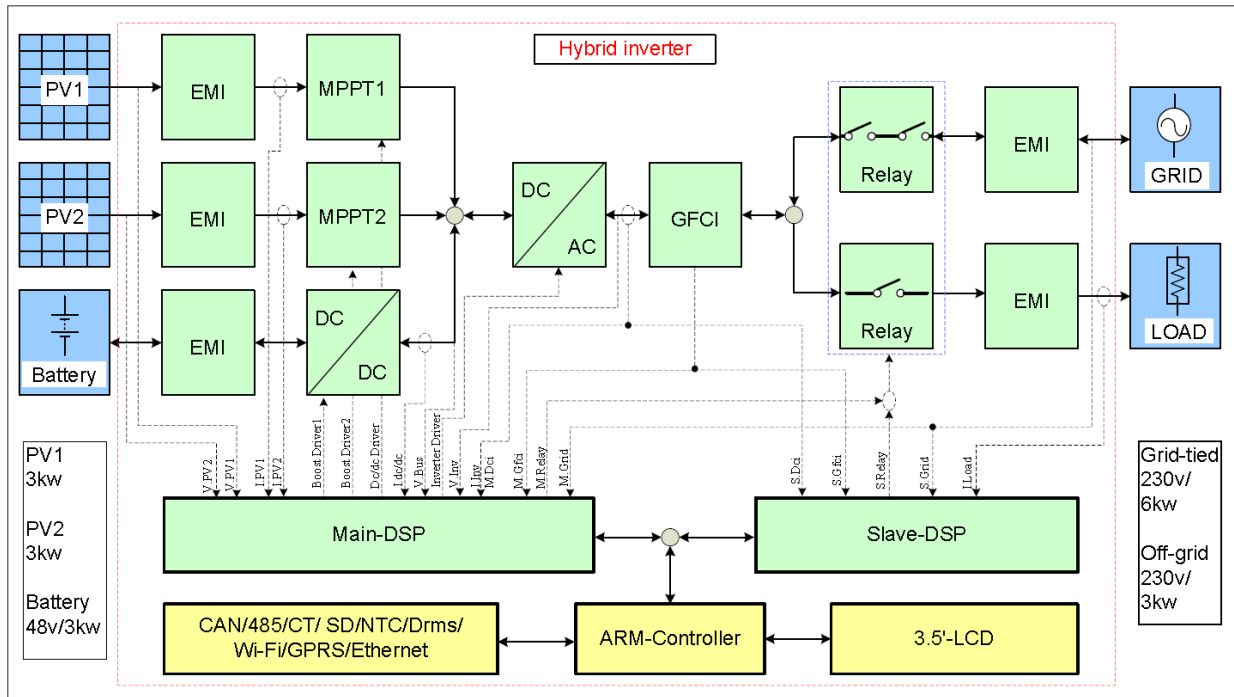 Hybrid inverter
PV1
EMI
MPPT1
Relay
EMI
GRID
PV2
EMI
MPPT2
DC
AC
GFCI
Relay
EMI
LOAD
Battery
EMI
DC
DC
V.PV2
V.PV1
I.PV1
I.PV2
Boost Driver1
Boost Driver2
Dc/dc Driver
I.dc/dc
V.Bus
Inverter Driver
V.Inv
I.Inv
M.Dci
M.Gfci
M.Relay
M.Grid
S.Dci
S.Gfci
S.Relay
S.Grid
I.Load
PV1
3kw
PV2
3kw
Battery
48v/3kw
Main-DSP
Slave-DSP
Grid-tied
230v/
6kw
Off-grid
230v/
3kw
CAN/485/CT/ SD/NTC/Drms/
Wi-Fi/GPRS/Ethernet
ARM-Controller
3.5'-LCD